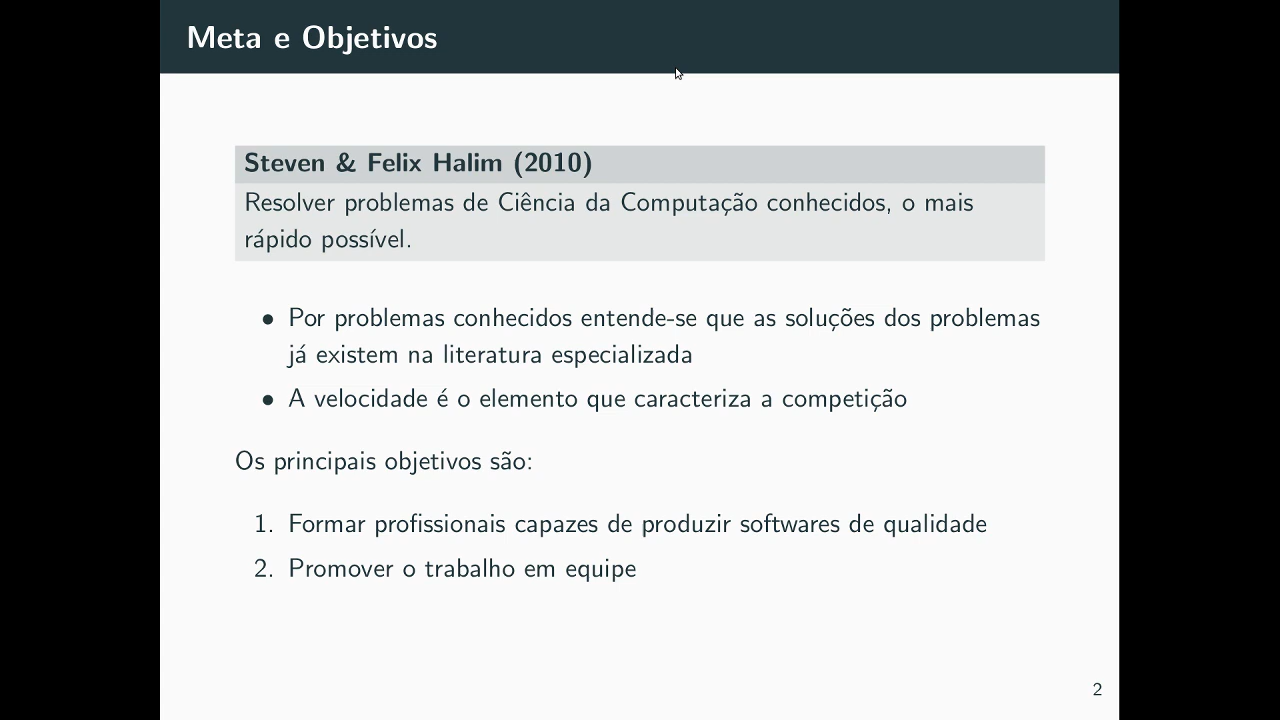 Meta e Objetivos
Steven & Felix Halim (2010)
Resolver problemas de Ciência da Computação conhecidos, o mais
rápido possível.
• Por problemas conhecidos entende-se que as soluções dos problemas
já existem na literatura especializada
• A velocidade é o elemento que caracteriza a competição
Os principais objetivos são:
1. Formar profissionais capazes de produzir softwares de qualidade
2. Promover o trabalho em equipe
2